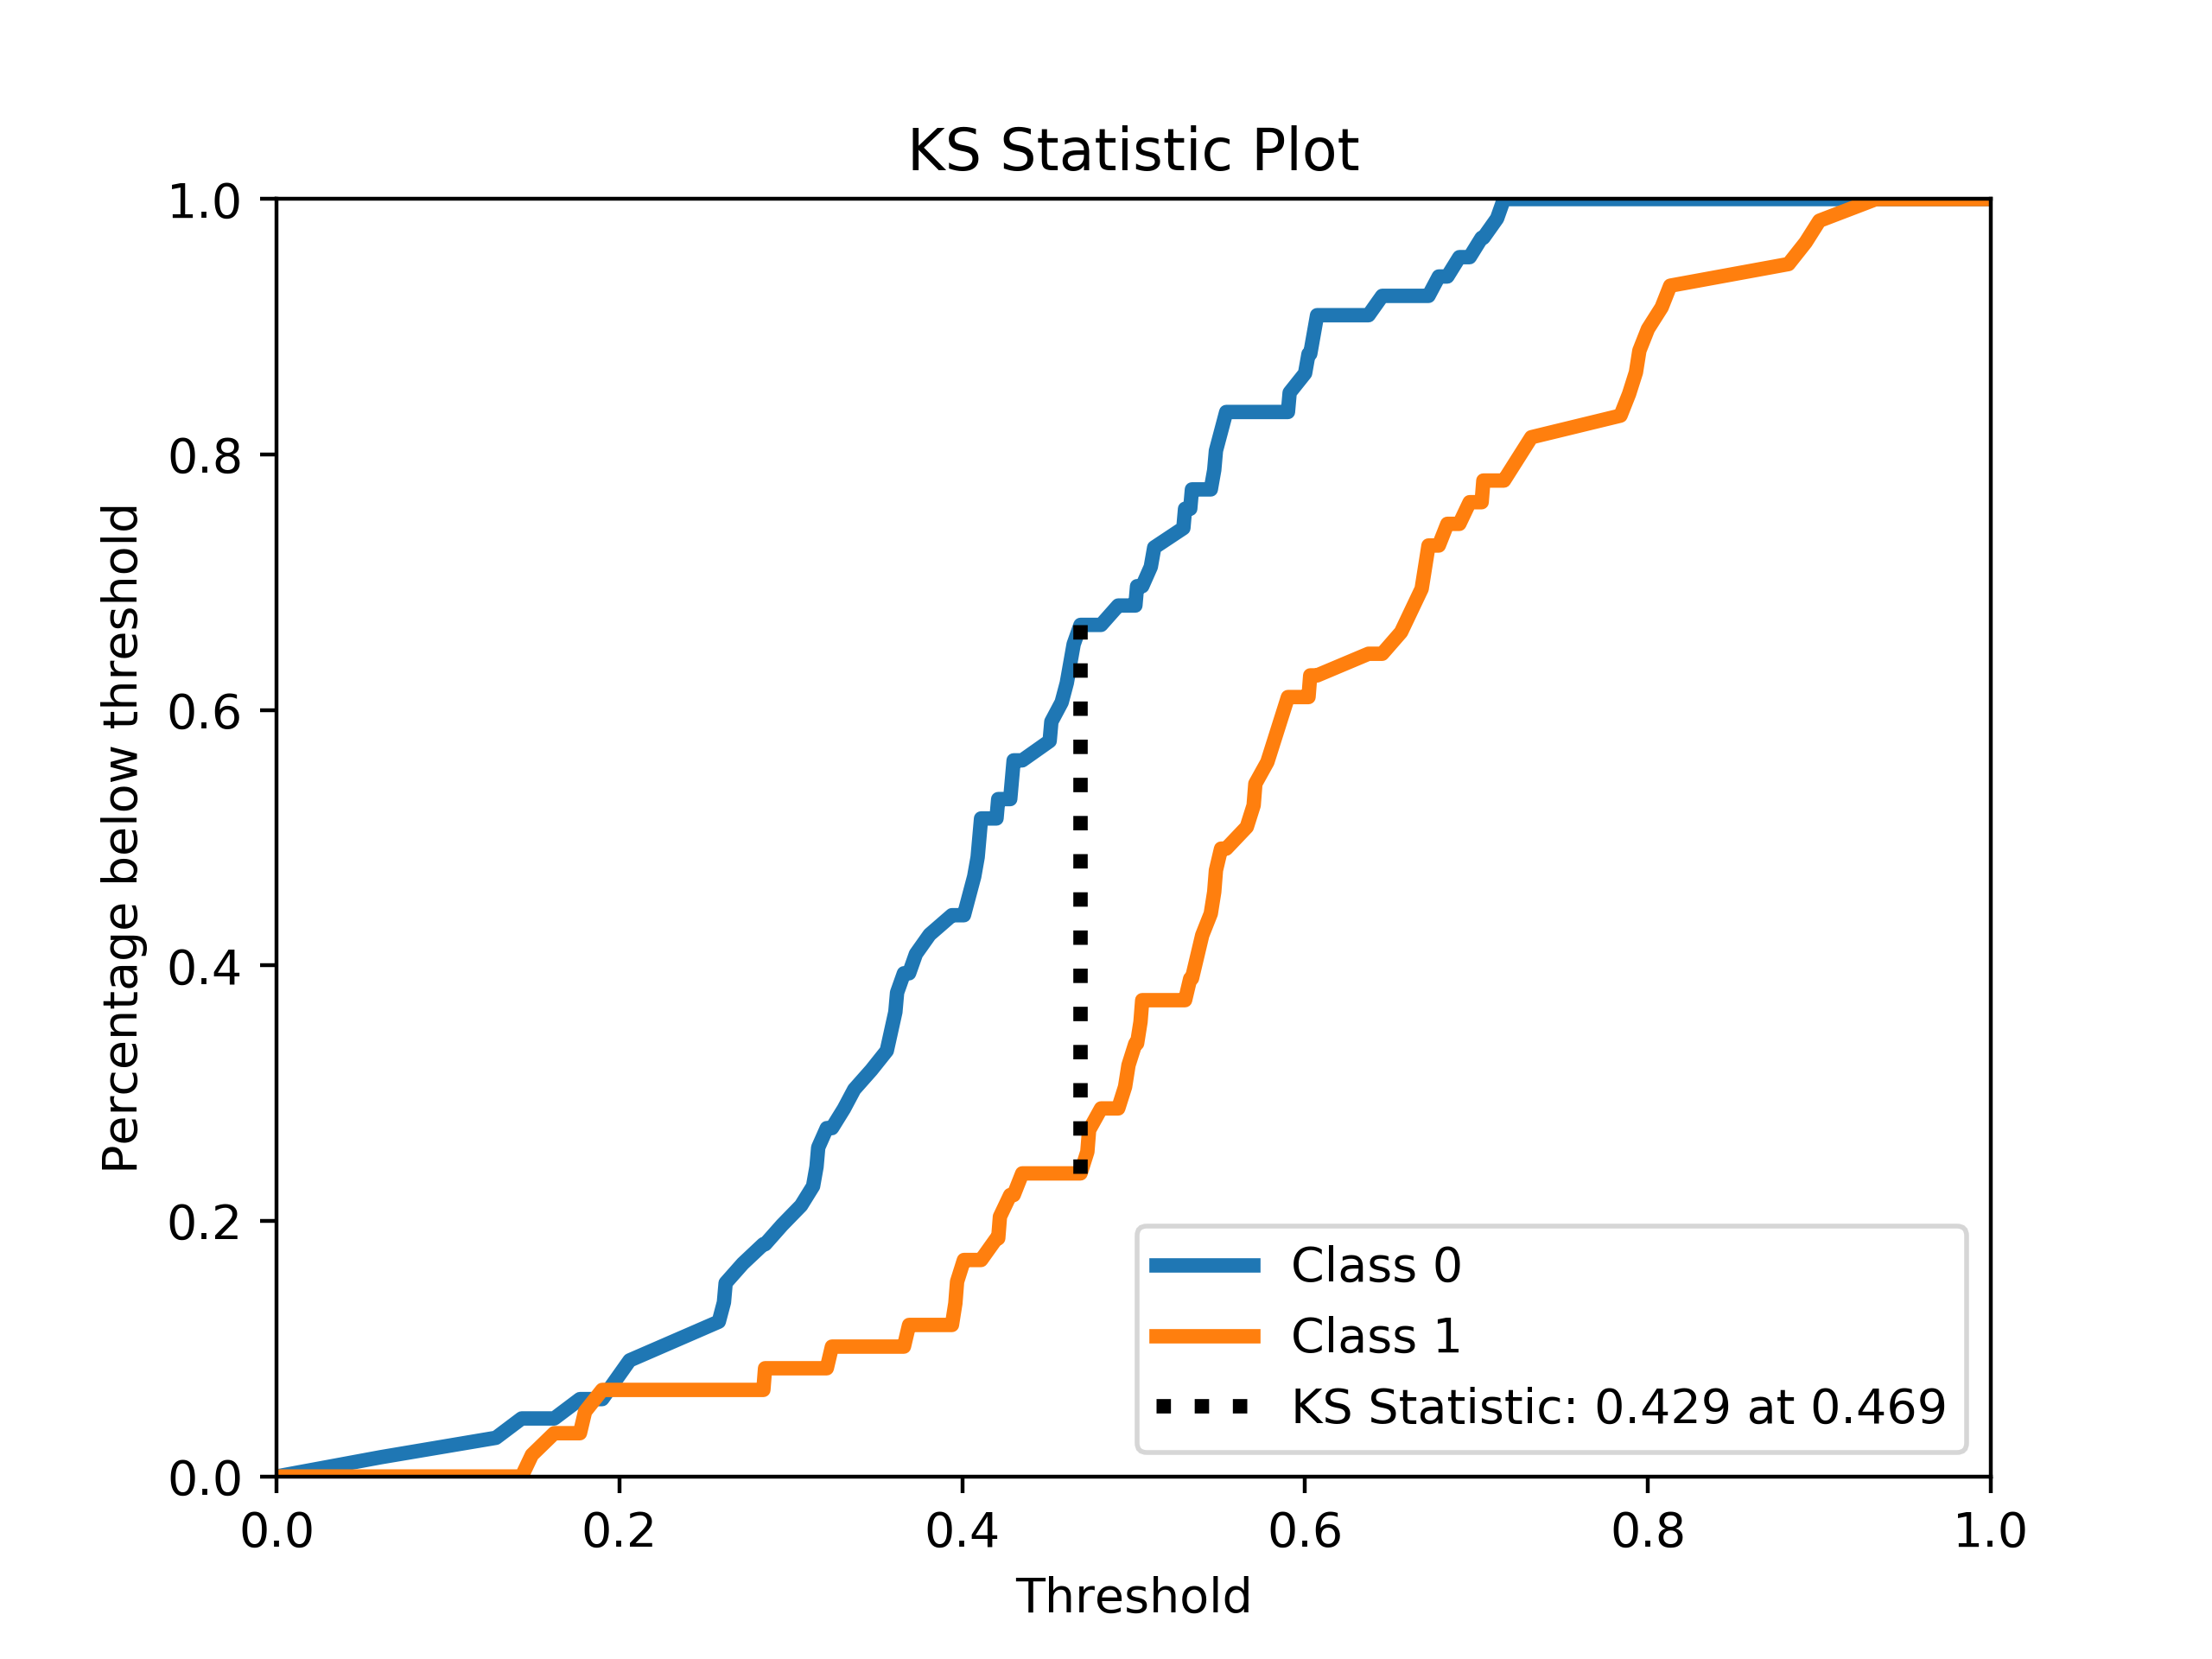 KS Statistic Plot
1.0
0.8
0.6
0.4
0.2
0.0
Percentage below threshold
Class 0
Class 1
KS Statistic: 0.429 at 0.469
0.0 0.2 0.4 0.6 0.8 1.0
Threshold